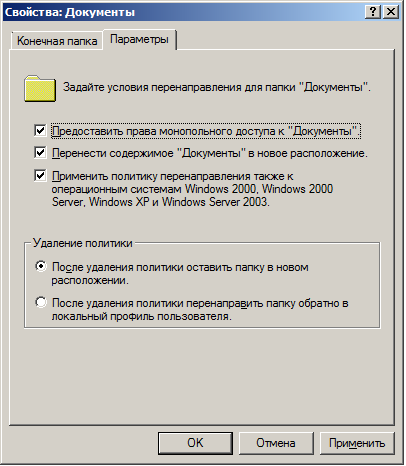 Свойства: Документы
Конечная папка Параметры
Задайте условия перенаправления для папки "Документы".
Предоставить права монопольного доступа к "Документы"
Перенести содержимое "Документы" в новое расположение.
Применить политику перенаправления также к
операционным системам Windows 2000, Windows 2000
Server, Windows XP и Windows Server 2003.
Удаление политики
После удаления политики оставить папку в новом
расположении.
После удаления политики перенаправить папку обратно в
локальный профиль пользователя.
OK Отмена Применить